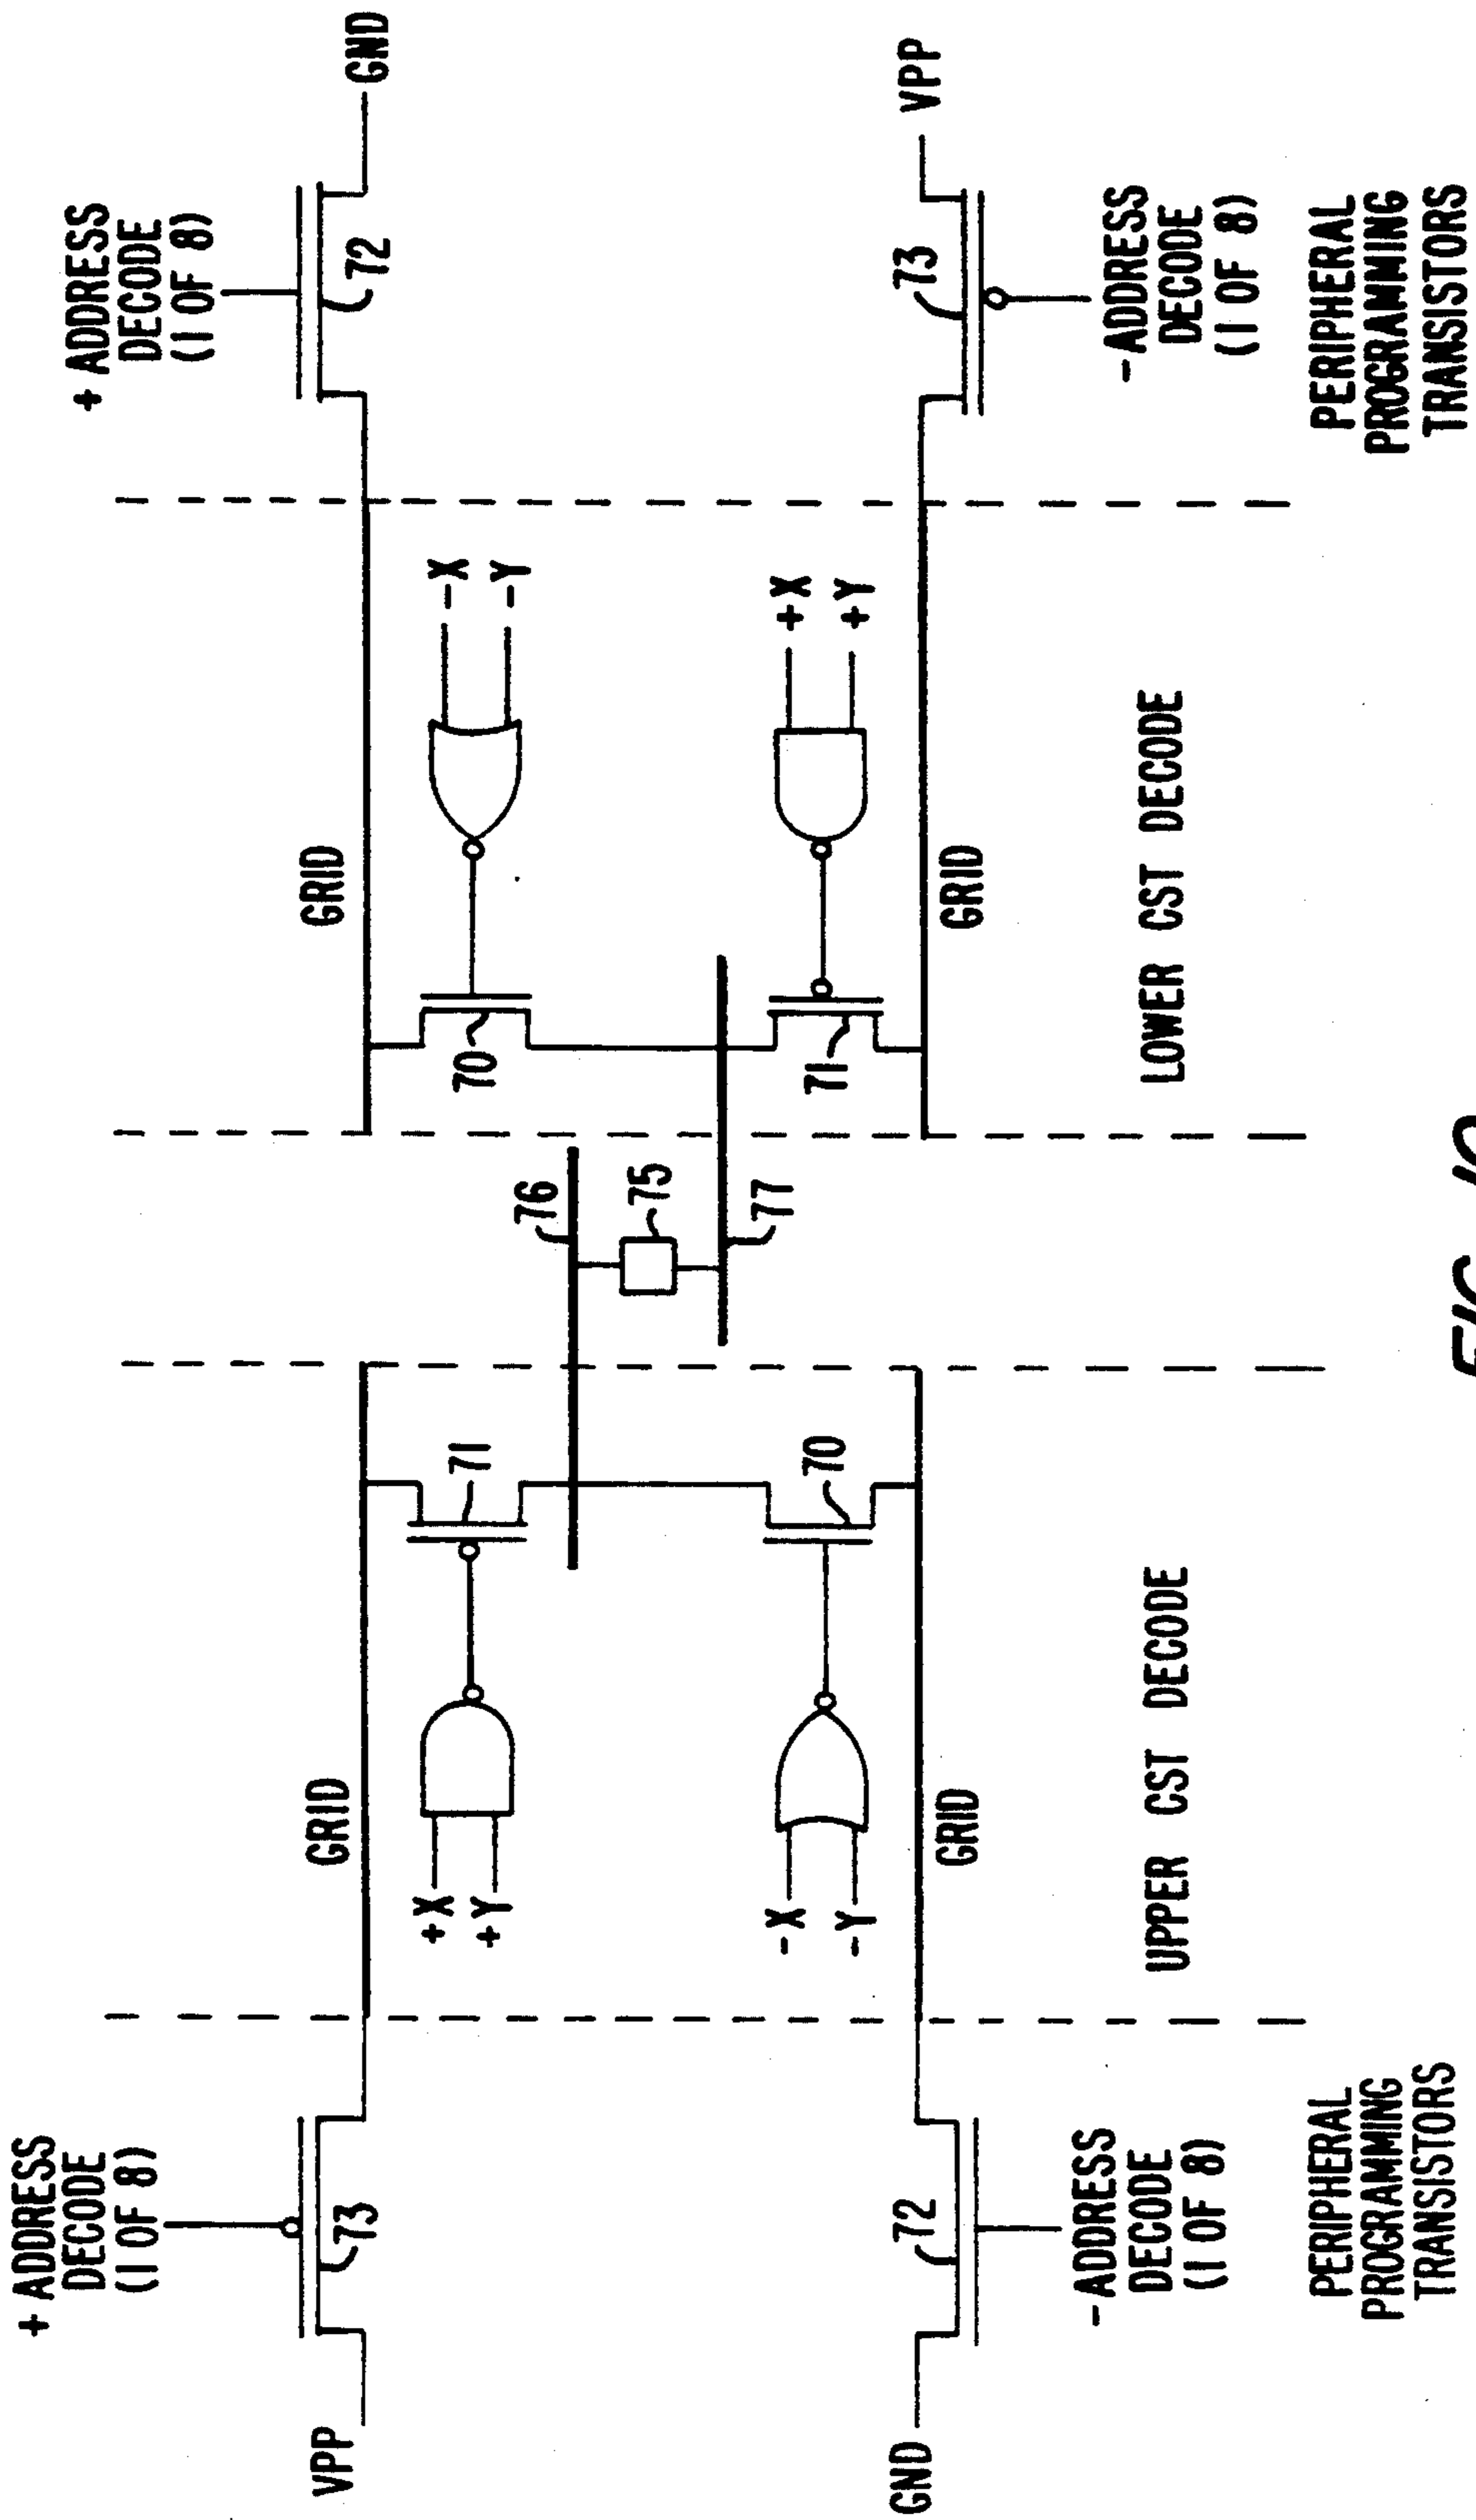 + ADDRESS
DECODE
(1 OF 8)
+ ADDRESS
DECODE
(1 OF 8)
VPP
73
GRID
GRID
72
GND
+X
+Y
71
70
-X
-Y
76
75
77
-X
-Y
70
71
+X
+Y
GND
72
GRID
GRID
73
VPP
-ADDRESS
DECODE
(1 OF 8)
UPPER CST DECODE
LOWER CST DECODE
-ADDRESS
DECODE
(1 OF 8)
PERIPHERAL
PROGRAMMING
TRANSISTORS
PERIPHERAL
PROGRAMMING
TRANSISTORS